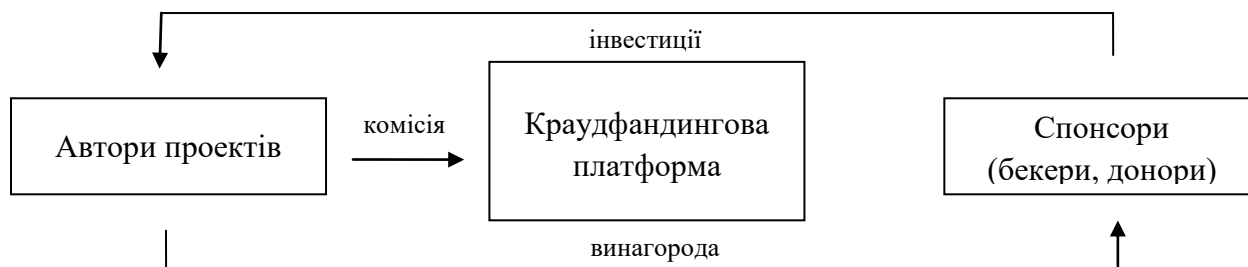 інвестиції
Автори проектів
комісія
Краудфандингова
платформа
Спонсори
(бекери, донори)
винагорода